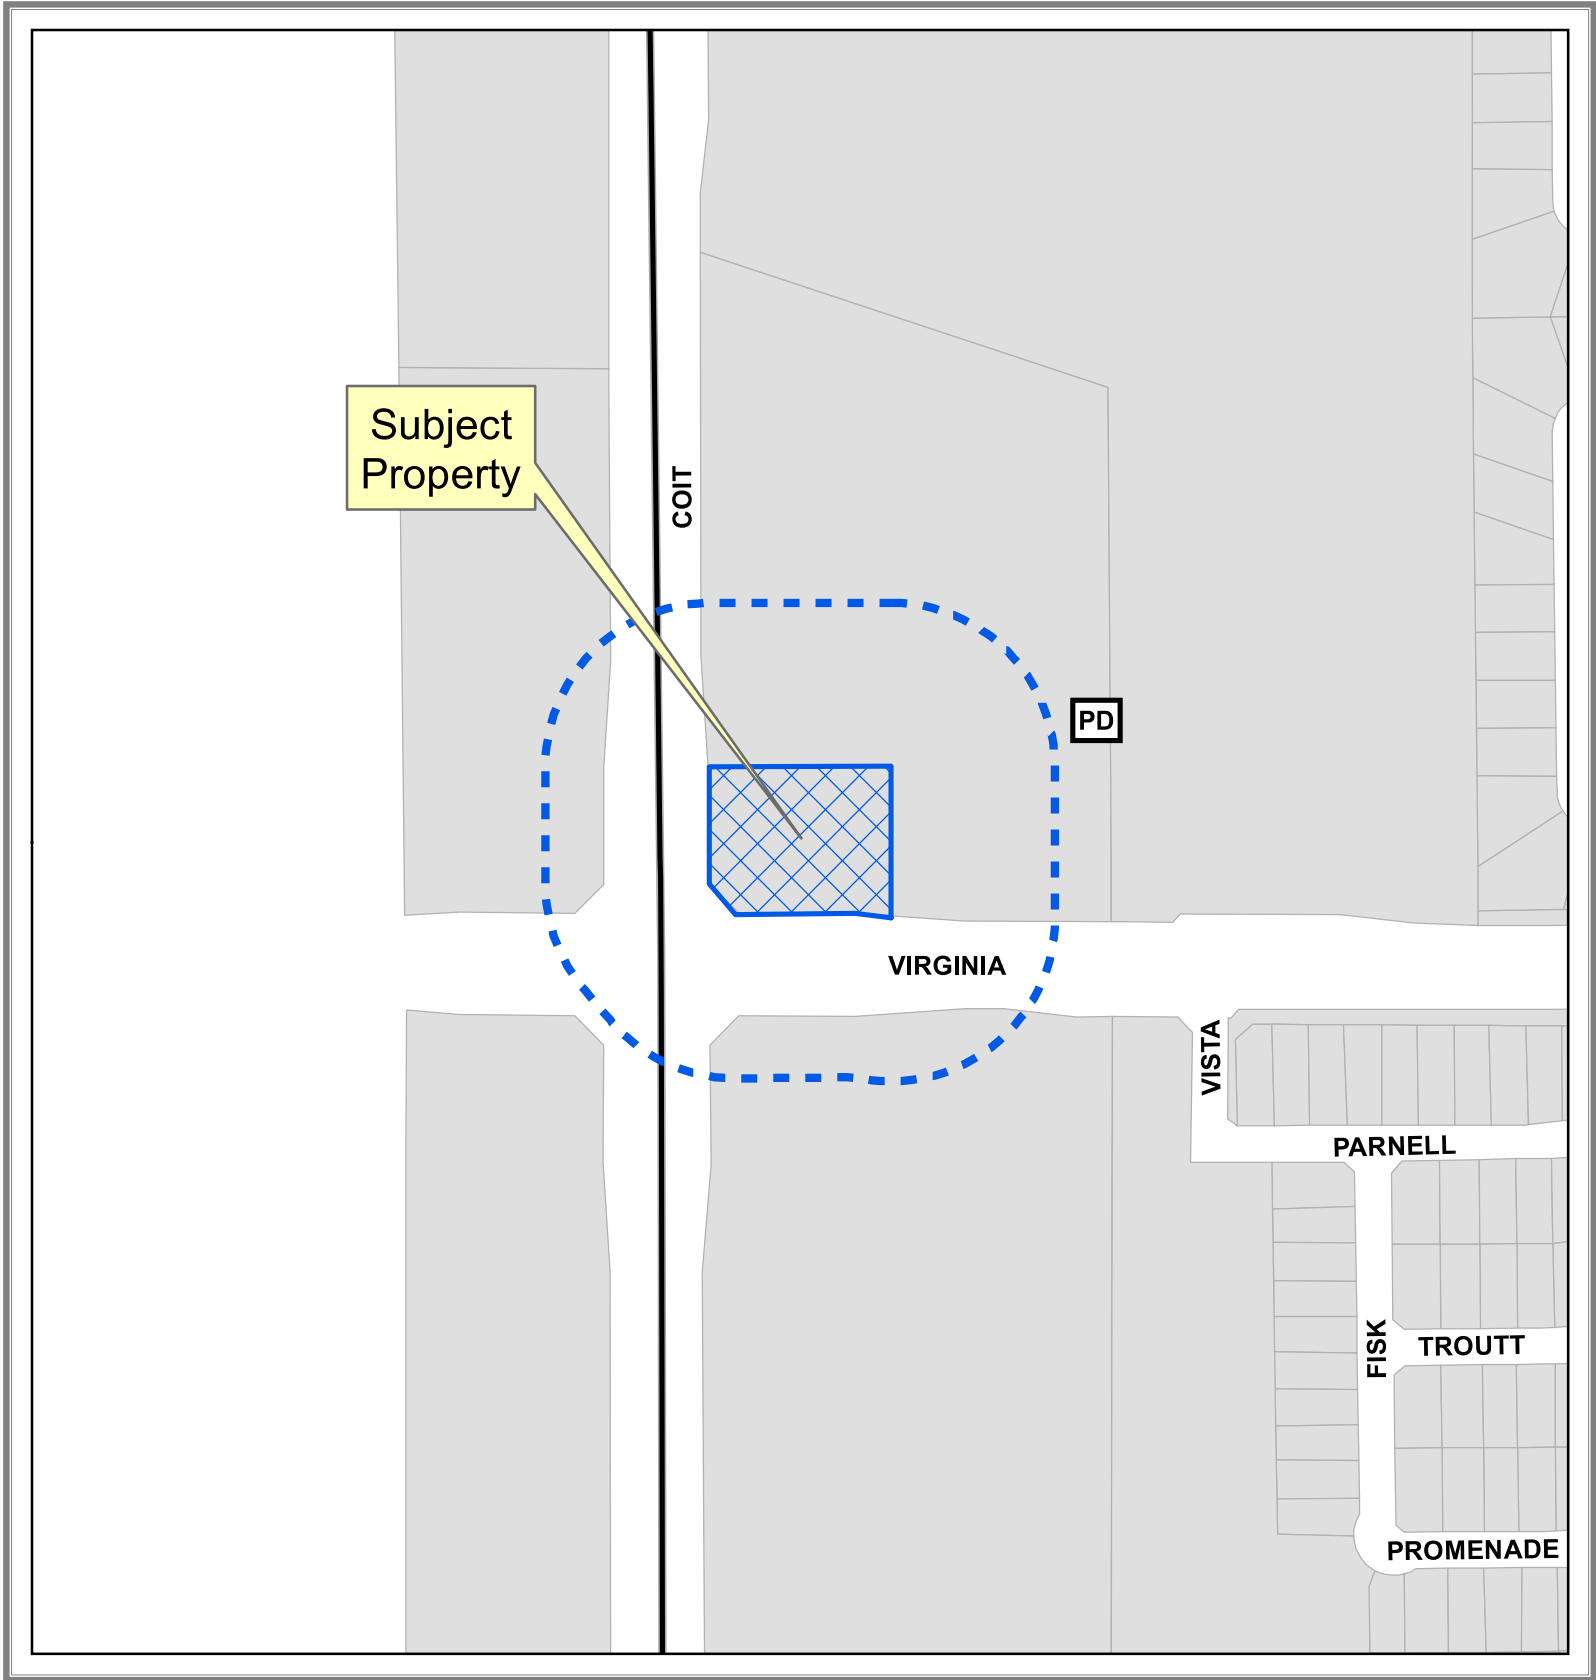 Subject
Property
COIT
PD
VIRGINIA
VISTA
PARNELL
FISK
TROUTT
PROMENADE